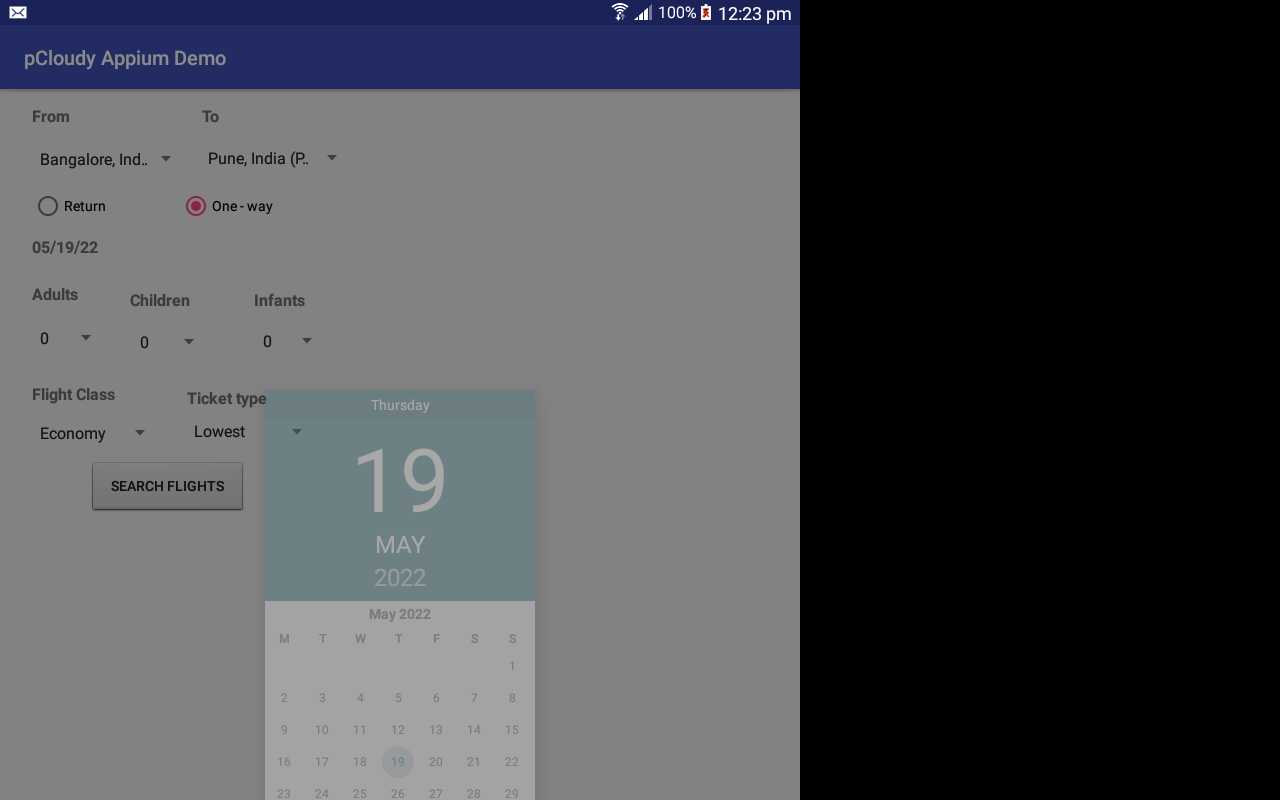 100% 12:23 pm
pCloudy Appium Demo
From To
Bangalore, Ind.. Pune, India (P..
Return One - way
05/19/22
Adults Children Infants
0 0 0
Flight Class Ticket type
Economy Lowest
SEARCH FLIGHTS
Thursday
19
MAY
2022
May 2022
M T W T F S S
1
2 3 4 5 6 7 8
9 10 11 12 13 14 15
16 17 18 19 20 21 22
23 24 25 26 27 28 29